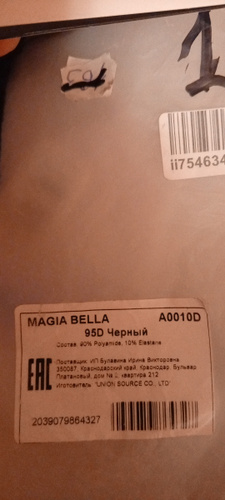 1
ii754634
MAGIA BELLA A0010D
95D Черный
Состав: 90% Polyamide, 10% Elastane
Поставщик: ИП Булавина Ирина Викторовна
350087, Краснодарский край, Краснодар, Бульвар
Платановый, дом № 2, квартира 212
Изготовитель: "UNION SOURCE CO., LTD"
EAC
2039079864327